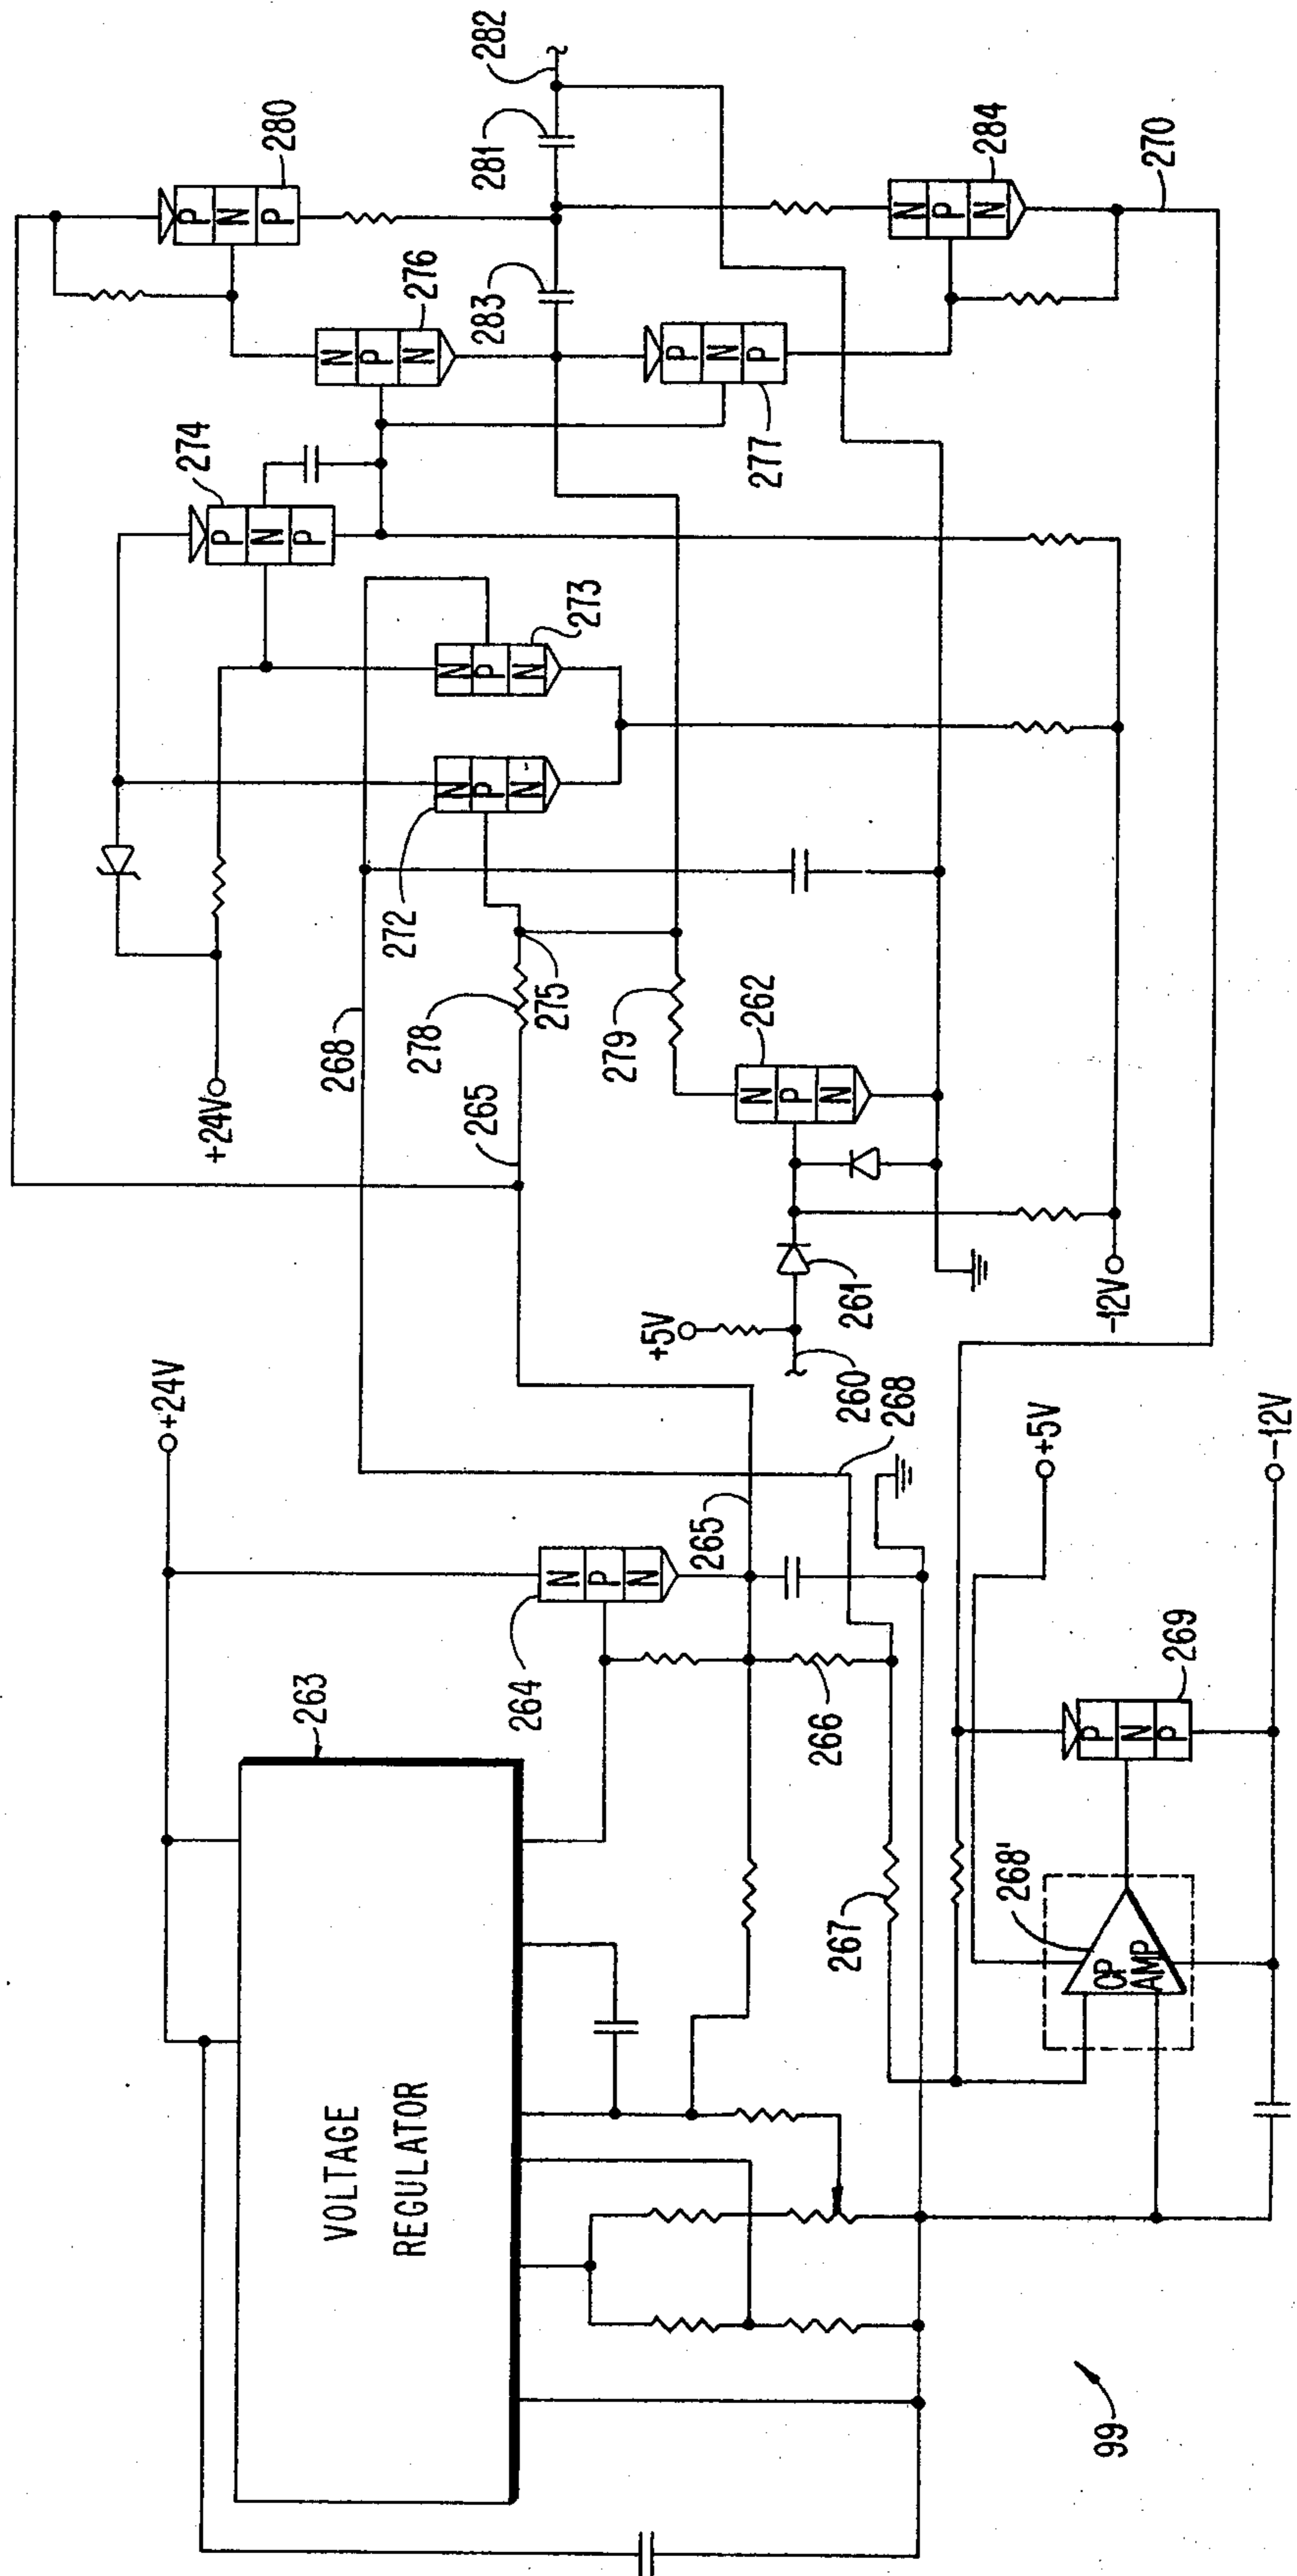 VOLTAGE
REGULATOR
263
+24V
264
N
P
N
265
266
267
268
268'
OP
AMP
269
P
N
P
+5V
-12V
99
+24V
268
265
278
275
272
N
P
N
273
N
P
N
274
P
N
P
276
N
P
N
280
P
N
P
283
281
282
277
P
N
P
284
N
P
N
270
279
262
N
P
N
+5V
260
261
-12V